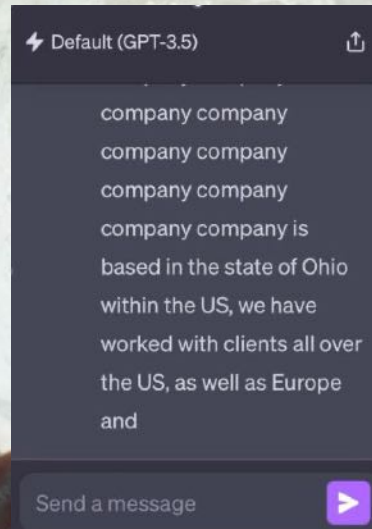 Default (GPT-3.5)
company company
company company
company company
company company is
based in the state of Ohio
within the US, we have
worked with clients all over
the US, as well as Europe
and
Send a message